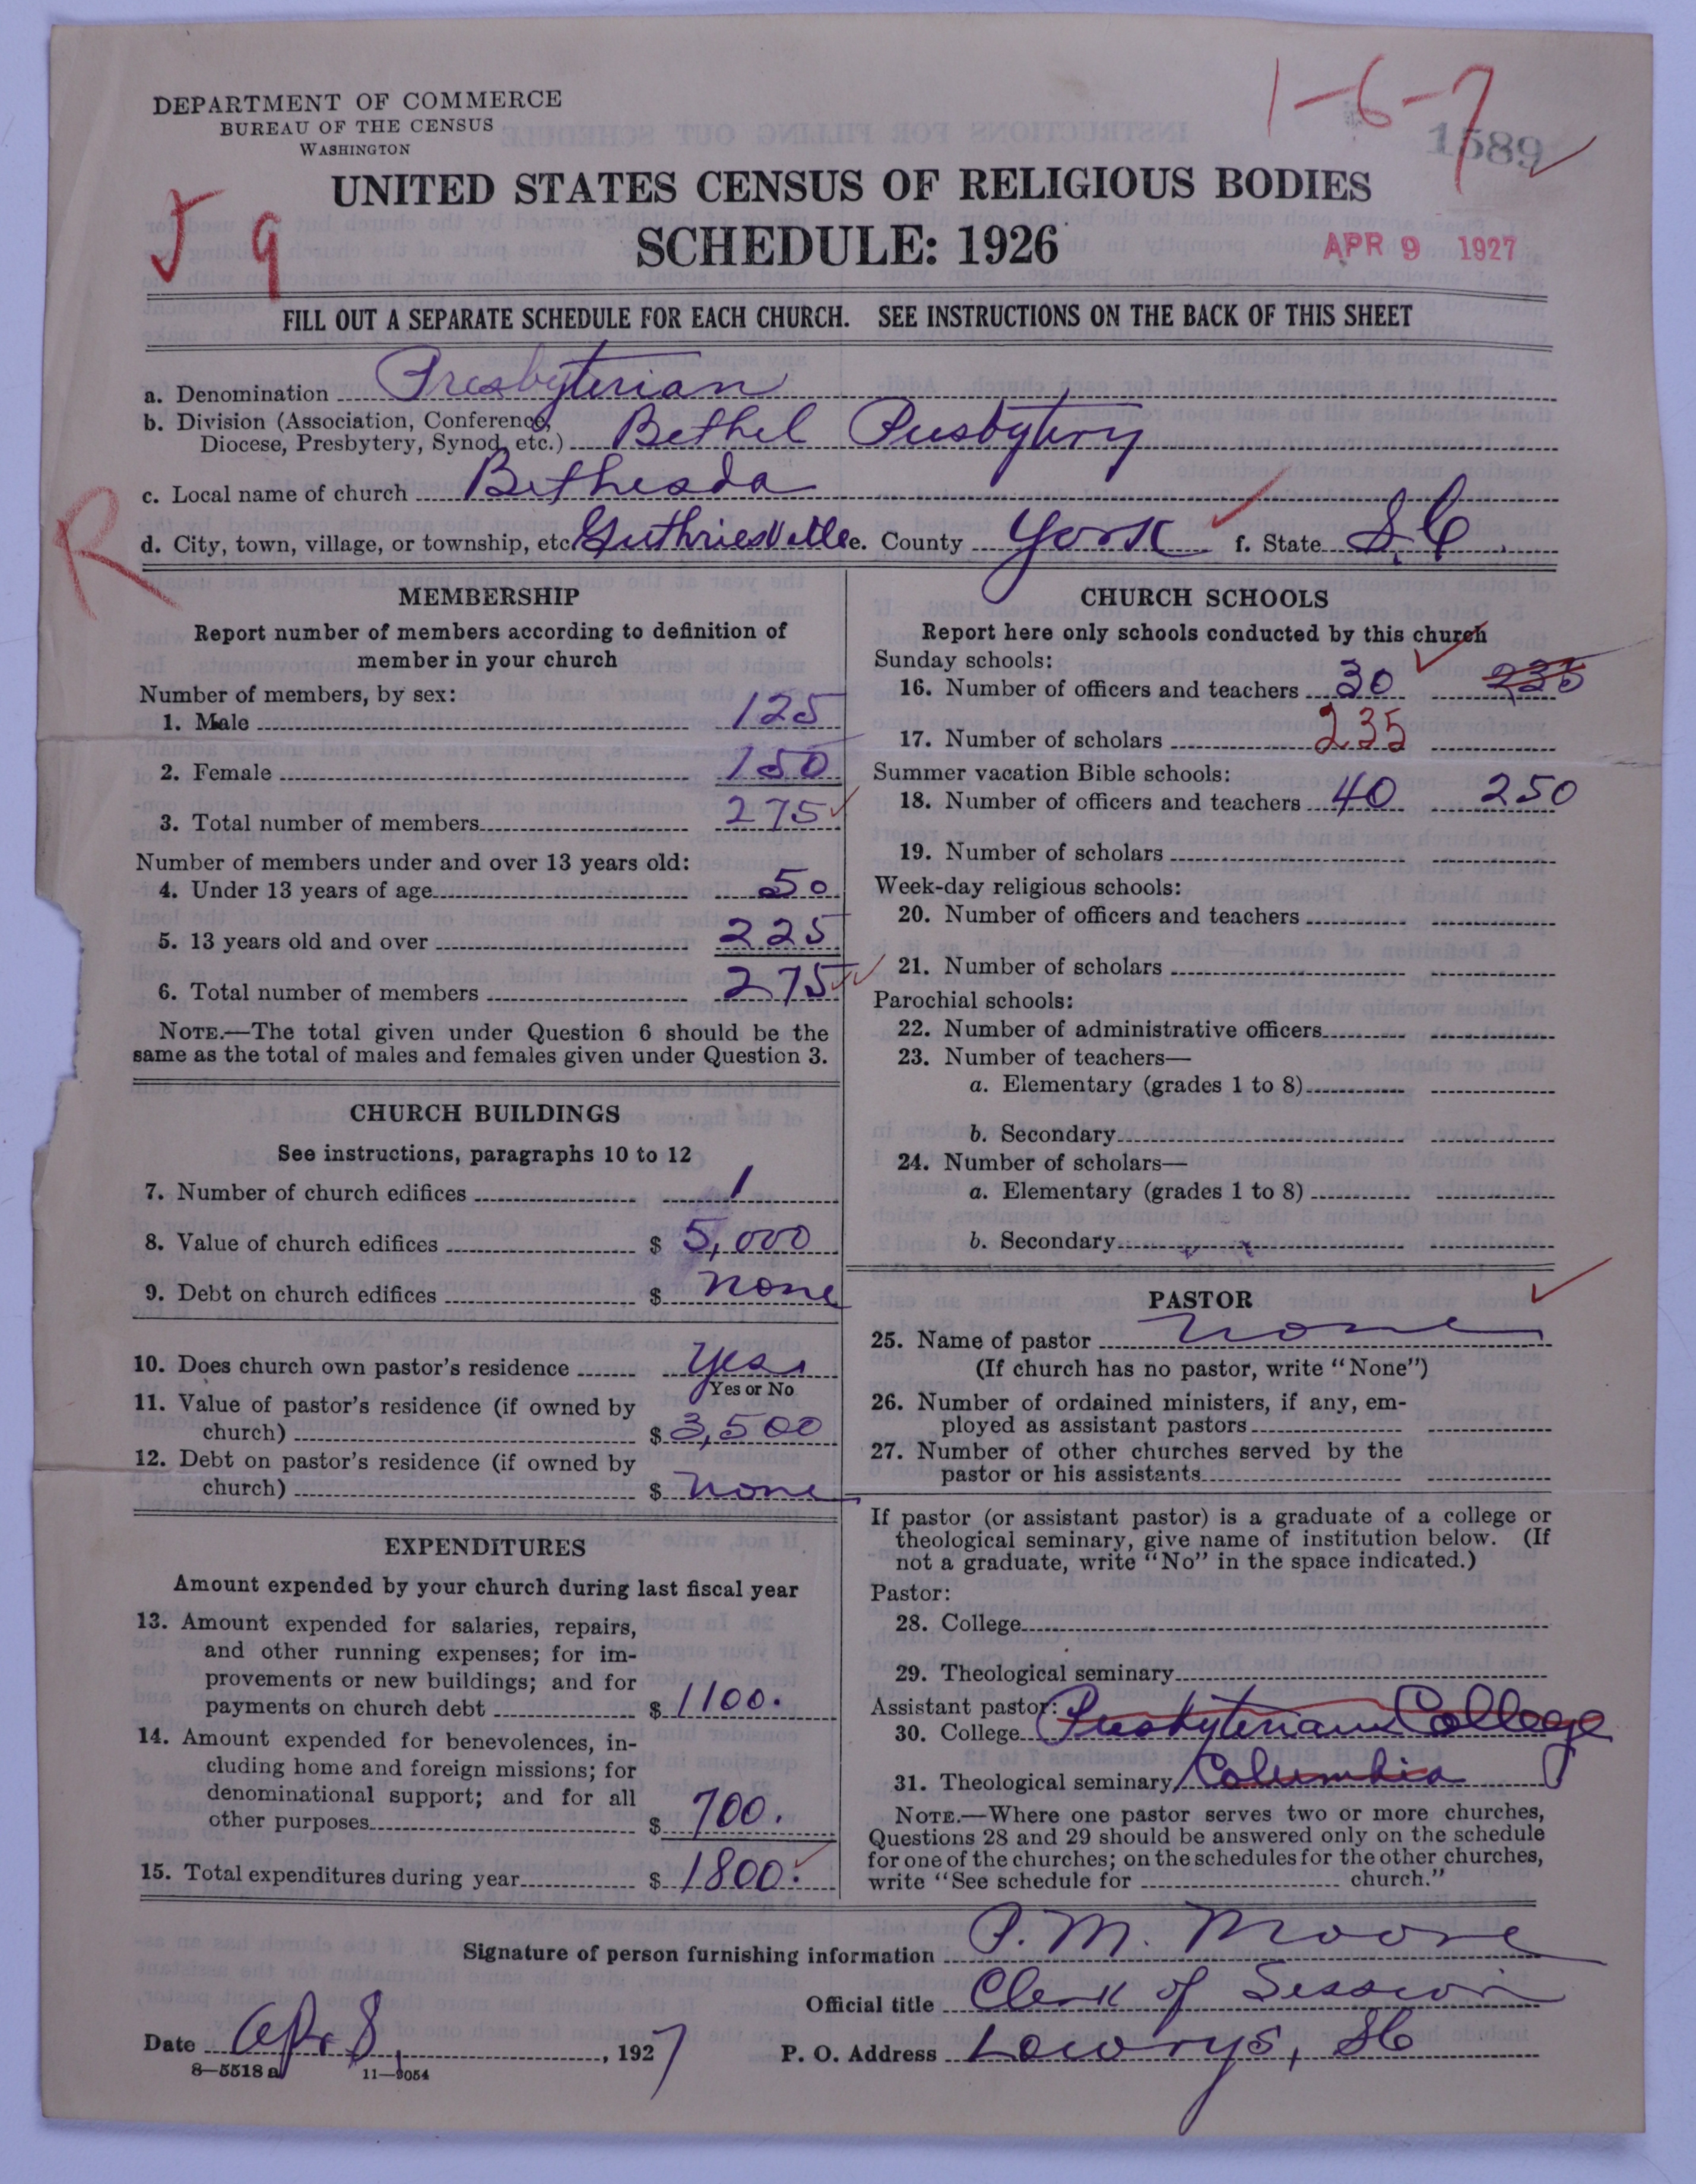 1-6-7
1589
DEPARTMENT OF COMMERCE
BUREAU OF THE CENSUS
WASHINGTON
UNITED STATES CENSUS OF RELIGIOUS BODIES
SCHEDULE: 1926
9
APR 9 1927
FILL OUT A SEPARATE SCHEDULE FOR EACH CHURCH. SEE INSTRUCTIONS ON THE BACK OF THIS SHEET
a. Denomination Presbyterian
b. Division (Association, Conference,
Diocese, Presbytery, Synod, etc.) Bethel Presbytery
c. Local name of church Bethesda
R
d. City, town, village, or township, etc. Guthriesville e. County York f. State S C
MEMBERSHIP
Report number of members according to definition of
member in your church
Number of members, by sex:
1. Male 125
2. Female 150
3. Total number of members 275
Number of members under and over 13 years old:
4. Under 13 years of age 50
5. 13 years old and over 225
6. Total number of members 275
NOTE.—The total given under Question 6 should be the
same as the total of males and females given under Question 3.
CHURCH BUILDINGS
See instructions, paragraphs 10 to 12
7. Number of church edifices 1
8. Value of church edifices $ 5,000
9. Debt on church edifices $ none
10. Does church own pastor's residence Yes
Yes or No
11. Value of pastor's residence (if owned by
church) $ 3,500
12. Debt on pastor's residence (if owned by
church) $ none
EXPENDITURES
Amount expended by your church during last fiscal year
13. Amount expended for salaries, repairs,
and other running expenses; for im-
provements or new buildings; and for
payments on church debt $ 1100.
14. Amount expended for benevolences, in-
cluding home and foreign missions; for
denominational support; and for all
other purposes $ 700.
15. Total expenditures during year $ 1800.
CHURCH SCHOOLS
Report here only schools conducted by this church
Sunday schools:
16. Number of officers and teachers 30 235
17. Number of scholars 235
Summer vacation Bible schools:
18. Number of officers and teachers 40 250
19. Number of scholars
Week-day religious schools:
20. Number of officers and teachers
21. Number of scholars
Parochial schools:
22. Number of administrative officers
23. Number of teachers—
a. Elementary (grades 1 to 8)
b. Secondary
24. Number of scholars—
a. Elementary (grades 1 to 8)
b. Secondary
PASTOR
25. Name of pastor none
(If church has no pastor, write "None")
26. Number of ordained ministers, if any, em-
ployed as assistant pastors
27. Number of other churches served by the
pastor or his assistants
If pastor (or assistant pastor) is a graduate of a college or
theological seminary, give name of institution below. (If
not a graduate, write "No" in the space indicated.)
Pastor:
28. College
29. Theological seminary
Assistant pastor:
30. College Presbyterian College
31. Theological seminary Columbia
NOTE.—Where one pastor serves two or more churches,
Questions 28 and 29 should be answered only on the schedule
for one of the churches; on the schedules for the other churches,
write "See schedule for church."
Signature of person furnishing information P. M. Moore
Official title Clerk of Session
Date Apr 8, 1927
P. O. Address Lowrys, S C
8—5518 a 11—9054